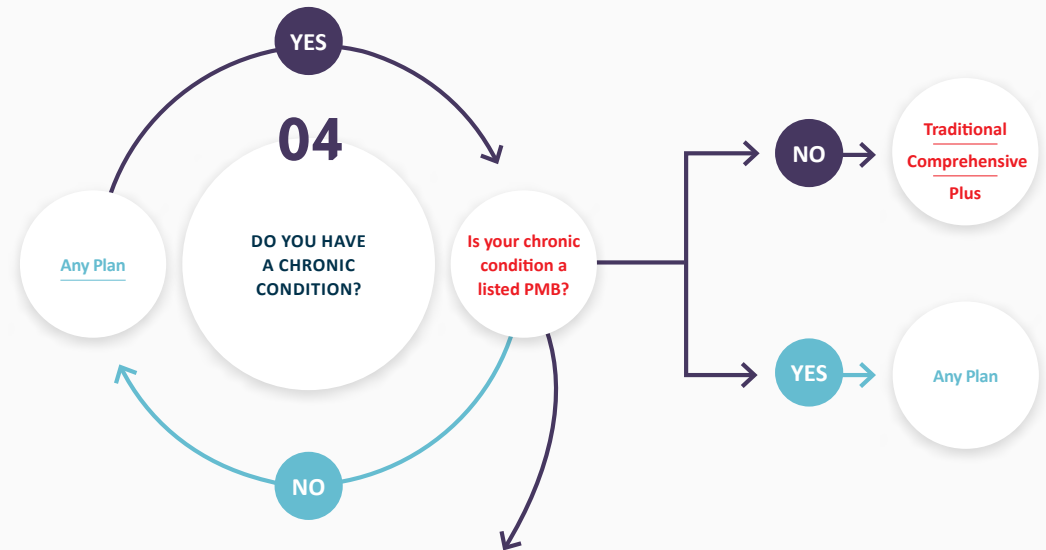 YES
04
DO YOU HAVE
A CHRONIC
CONDITION?
Any Plan
Is your chronic
condition a
listed PMB?
NO
NO
Traditional
Comprehensive
Plus
YES
Any Plan